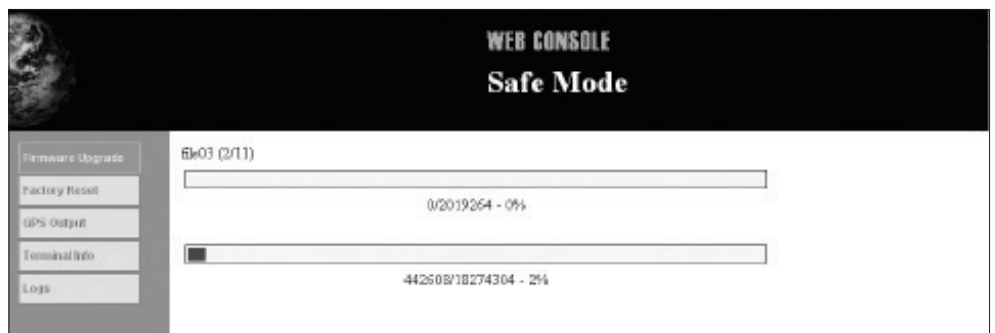 WEB CONSOLE
Safe Mode
Firmware Upgrade
Factory Reset
GPS Output
Terminal Info
Logs
file03 (2/11)
0/2019264 - 0%
442608/18274304 - 2%